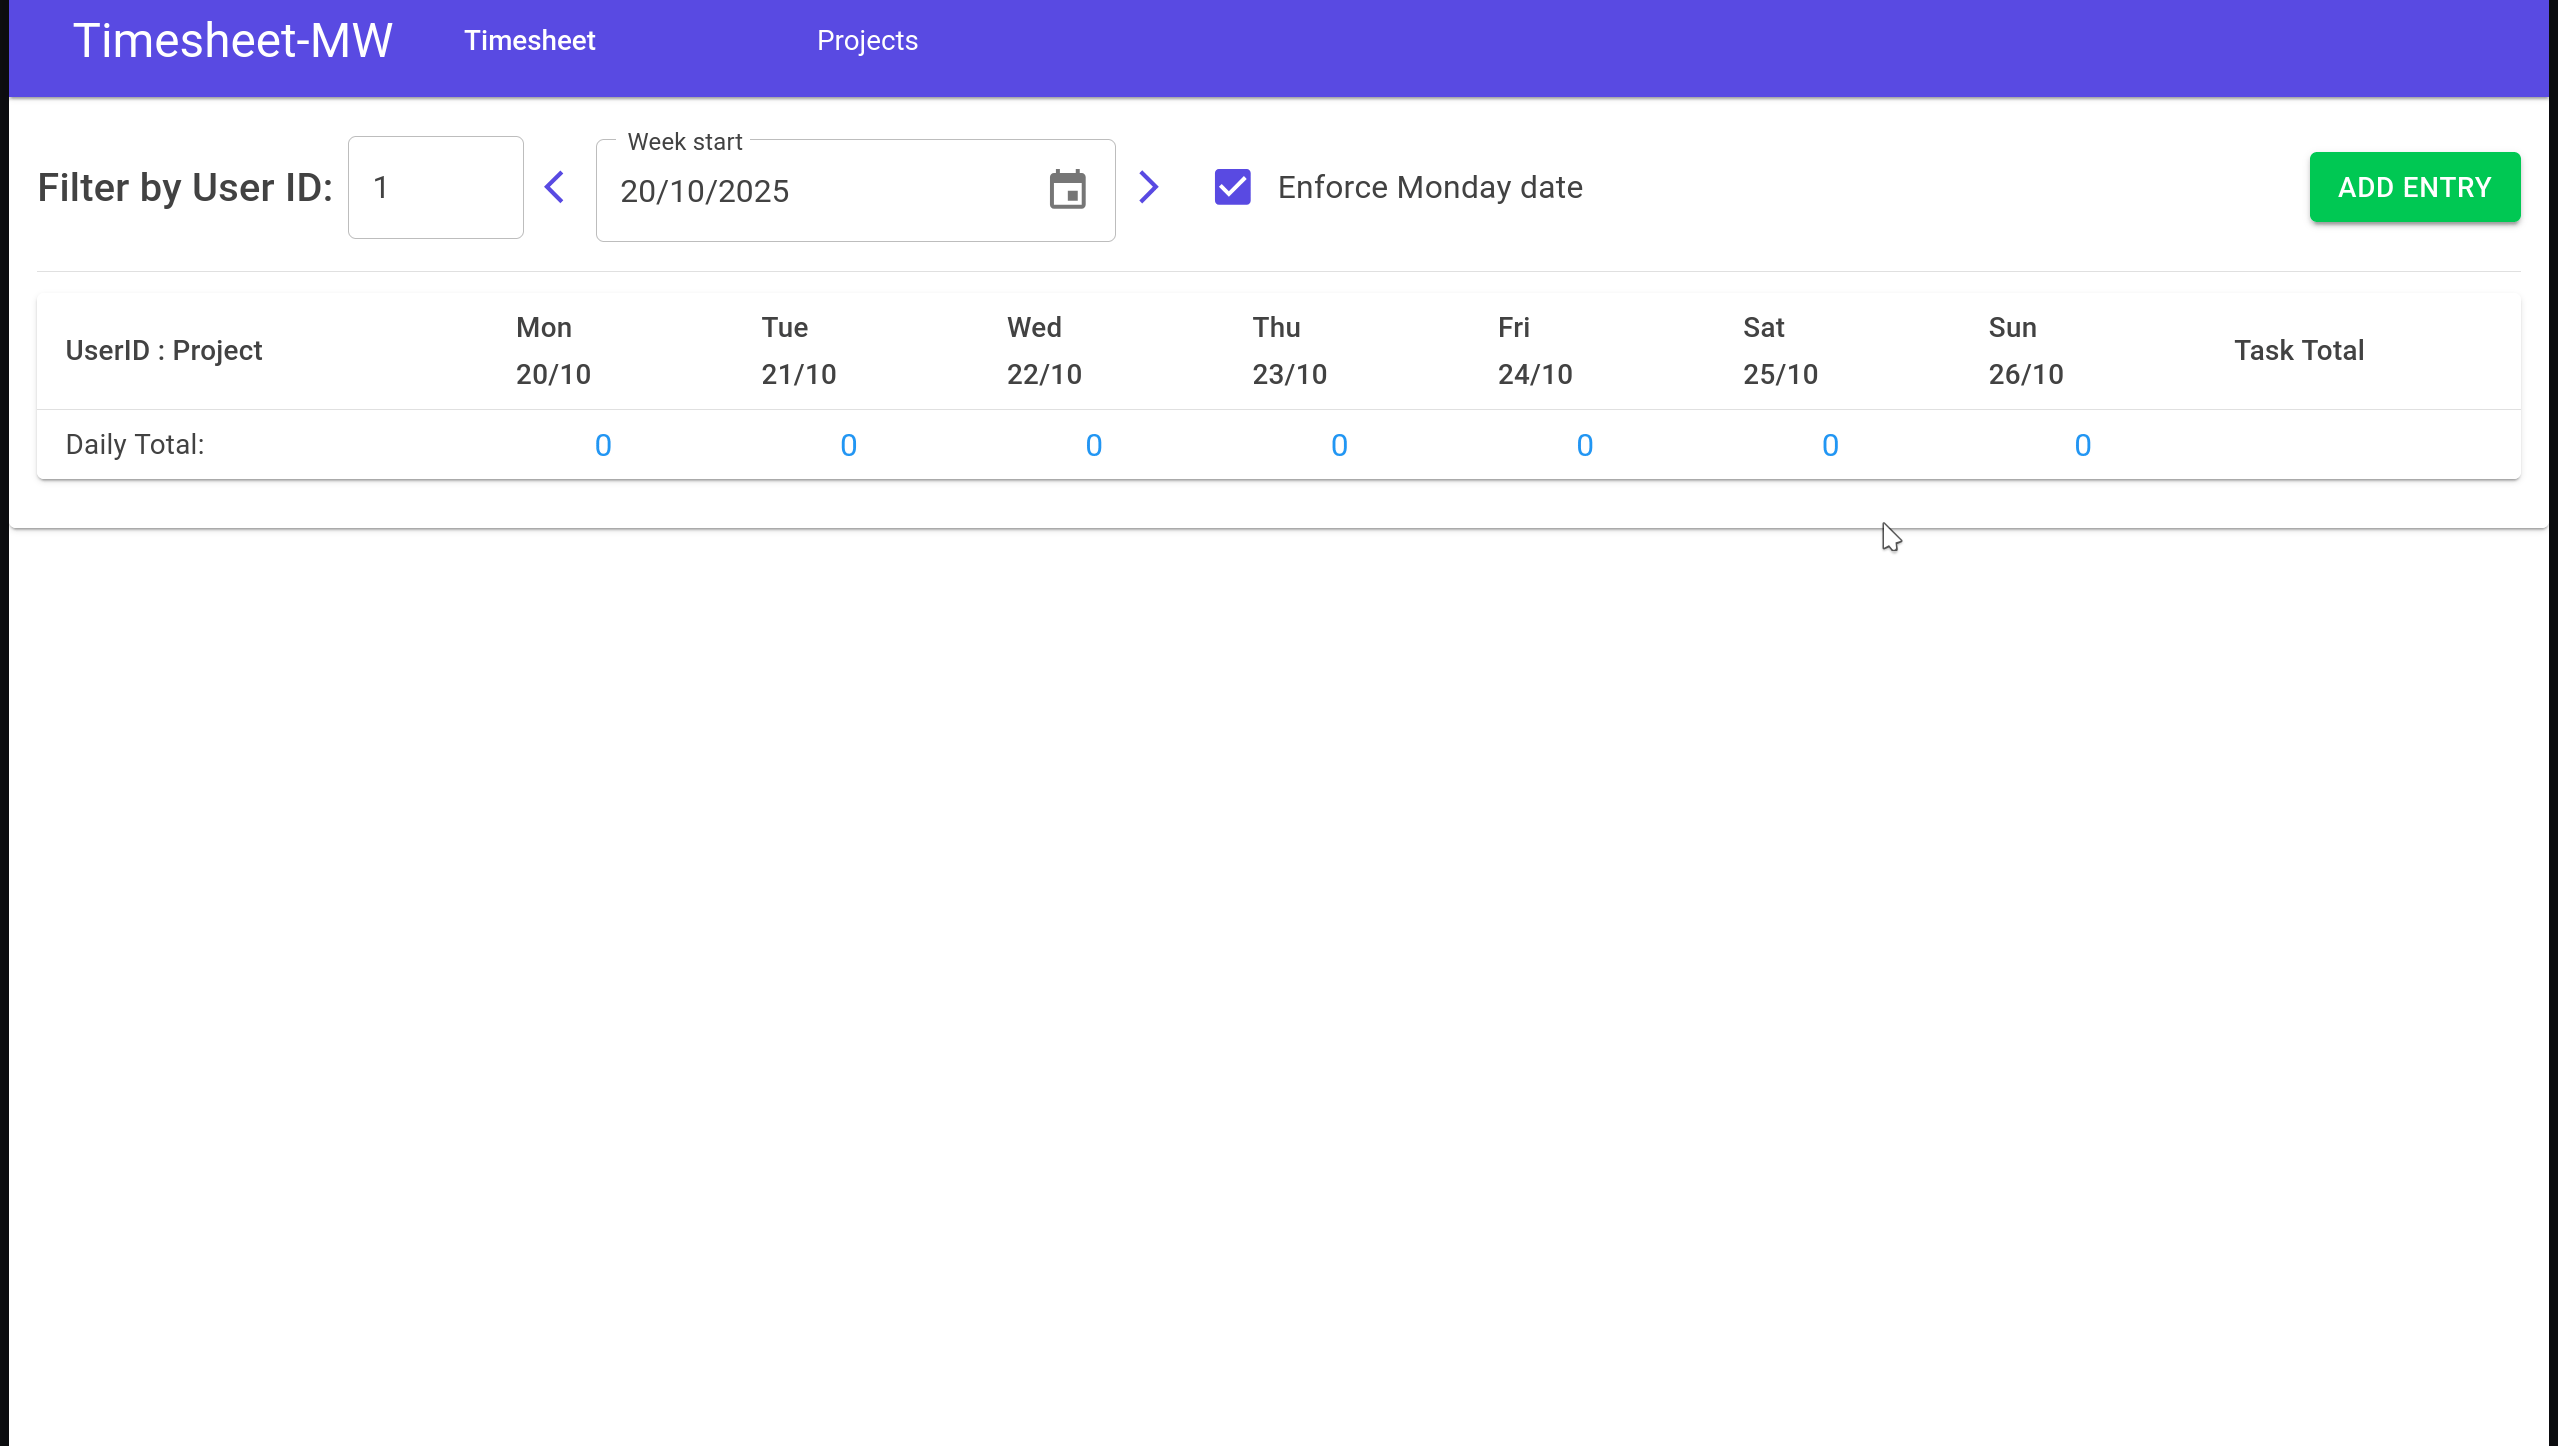 Timesheet-MW Timesheet Projects
Filter by User ID: 1 Week start 20/10/2025 Enforce Monday date ADD ENTRY
UserID : Project Mon 20/10 Tue 21/10 Wed 22/10 Thu 23/10 Fri 24/10 Sat 25/10 Sun 26/10 Task Total
Daily Total: 0 0 0 0 0 0 0